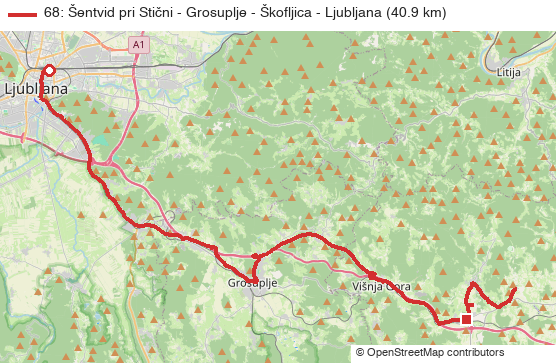 68: Šentvid pri Stični - Grosuplje - Škofljica - Ljubljana (40.9 km)
A1
Litija
Ljubljana
Grosuplje
Višnja Gora
© OpenStreetMap contributors